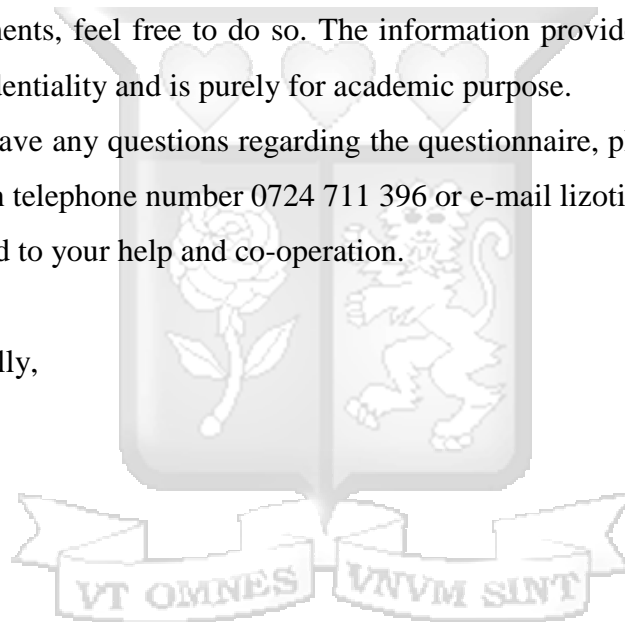 ments, feel free to do so. The information provid
dentiality and is purely for academic purpose.
ave any questions regarding the questionnaire, pl
n telephone number 0724 711 396 or e-mail lizoti
d to your help and co-operation.
lly,
VT OMNES VNVM SINT